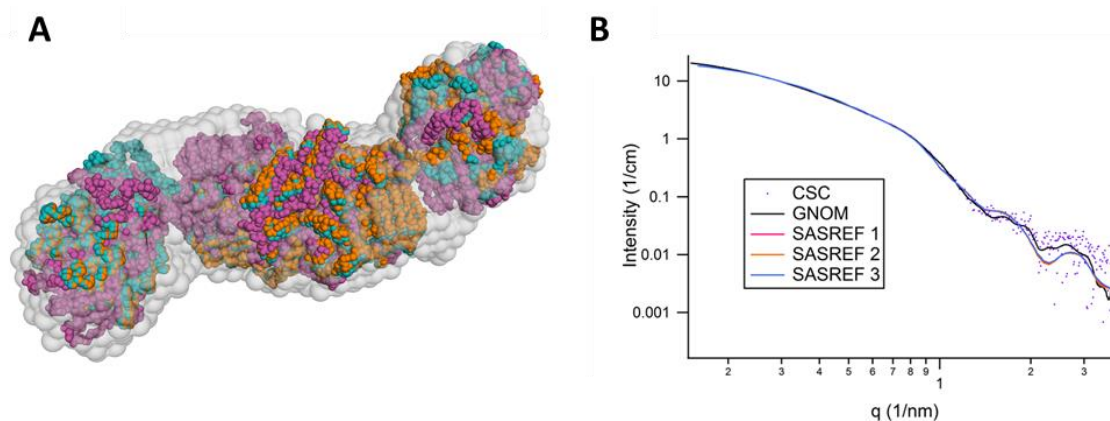 A
B
Intensity (1/cm)
10
1
0.1
0.01
0.001
CSC
GNOM
SASREF 1
SASREF 2
SASREF 3
2 3 4 5 6 7 8 9 1 2 3
q (1/nm)